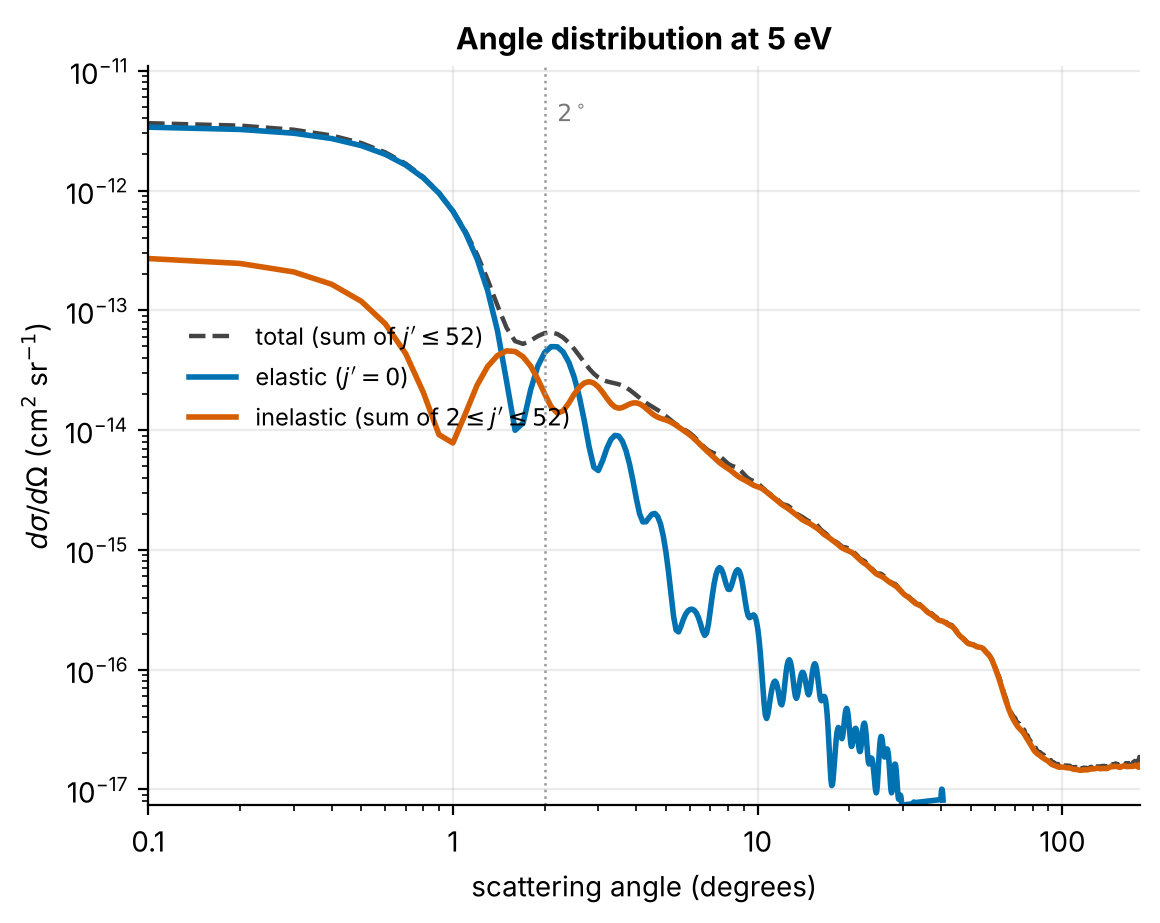 Angle distribution at 5 eV
10⁻¹¹
10⁻¹²
10⁻¹³
10⁻¹⁴
10⁻¹⁵
10⁻¹⁶
10⁻¹⁷
dσ/dΩ (cm² sr⁻¹)
2°
total (sum of j′ ≤ 52)
elastic (j′ = 0)
inelastic (sum of 2 ≤ j′ ≤ 52)
0.1 1 10 100
scattering angle (degrees)